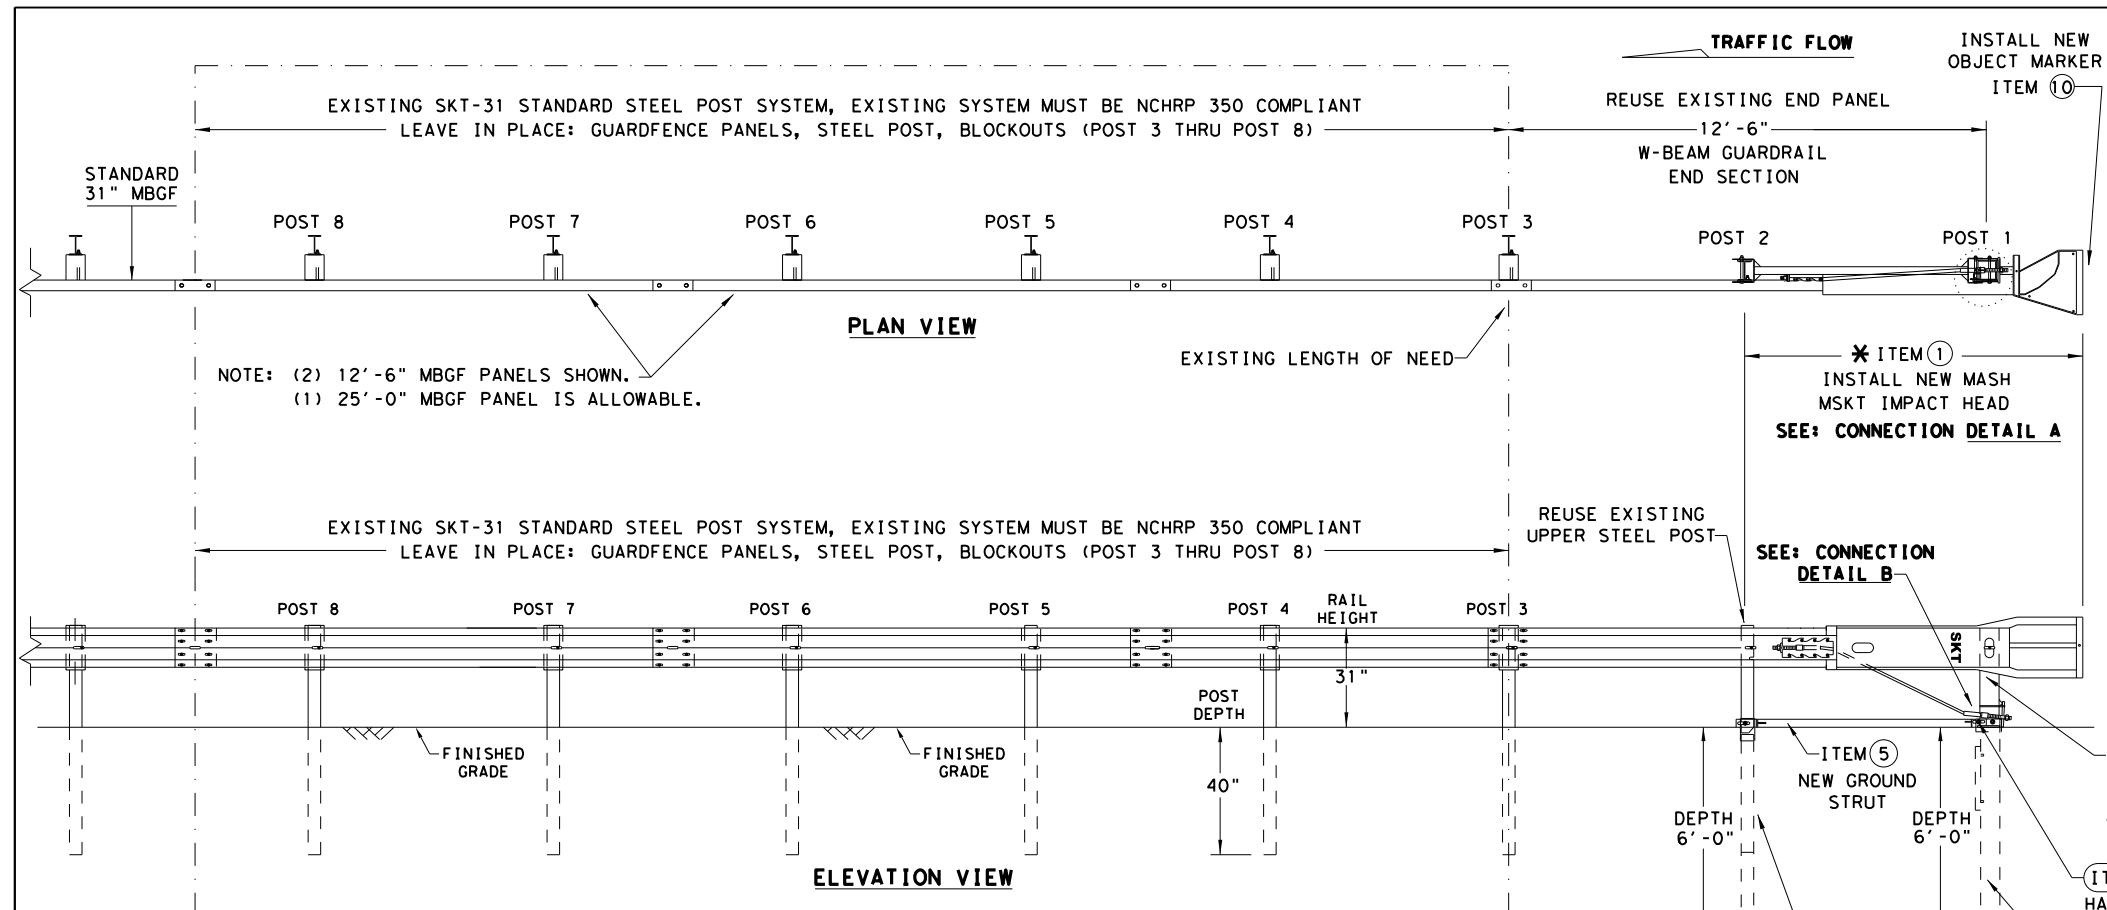 TRAFFIC FLOW
INSTALL NEW
OBJECT MARKER
ITEM 10
EXISTING SKT-31 STANDARD STEEL POST SYSTEM, EXISTING SYSTEM MUST BE NCHRP 350 COMPLIANT
LEAVE IN PLACE: GUARDFENCE PANELS, STEEL POST, BLOCKOUTS (POST 3 THRU POST 8)
REUSE EXISTING END PANEL
12'-6"
W-BEAM GUARDRAIL
END SECTION
STANDARD
31" MBGF
POST 8
POST 7
POST 6
POST 5
POST 4
POST 3
POST 2
POST 1
PLAN VIEW
EXISTING LENGTH OF NEED
NOTE: (2) 12'-6" MBGF PANELS SHOWN.
(1) 25'-0" MBGF PANEL IS ALLOWABLE.
* ITEM 1
INSTALL NEW MASH
MSKT IMPACT HEAD
SEE: CONNECTION DETAIL A
EXISTING SKT-31 STANDARD STEEL POST SYSTEM, EXISTING SYSTEM MUST BE NCHRP 350 COMPLIANT
LEAVE IN PLACE: GUARDFENCE PANELS, STEEL POST, BLOCKOUTS (POST 3 THRU POST 8)
REUSE EXISTING
UPPER STEEL POST
SEE: CONNECTION
DETAIL B
POST 8
POST 7
POST 6
POST 5
POST 4
RAIL
HEIGHT
POST 3
SKT
31"
POST
DEPTH
FINISHED
GRADE
FINISHED
GRADE
40"
ITEM 5
NEW GROUND
STRUT
DEPTH
6'-0"
DEPTH
6'-0"
ELEVATION VIEW
IT
HA